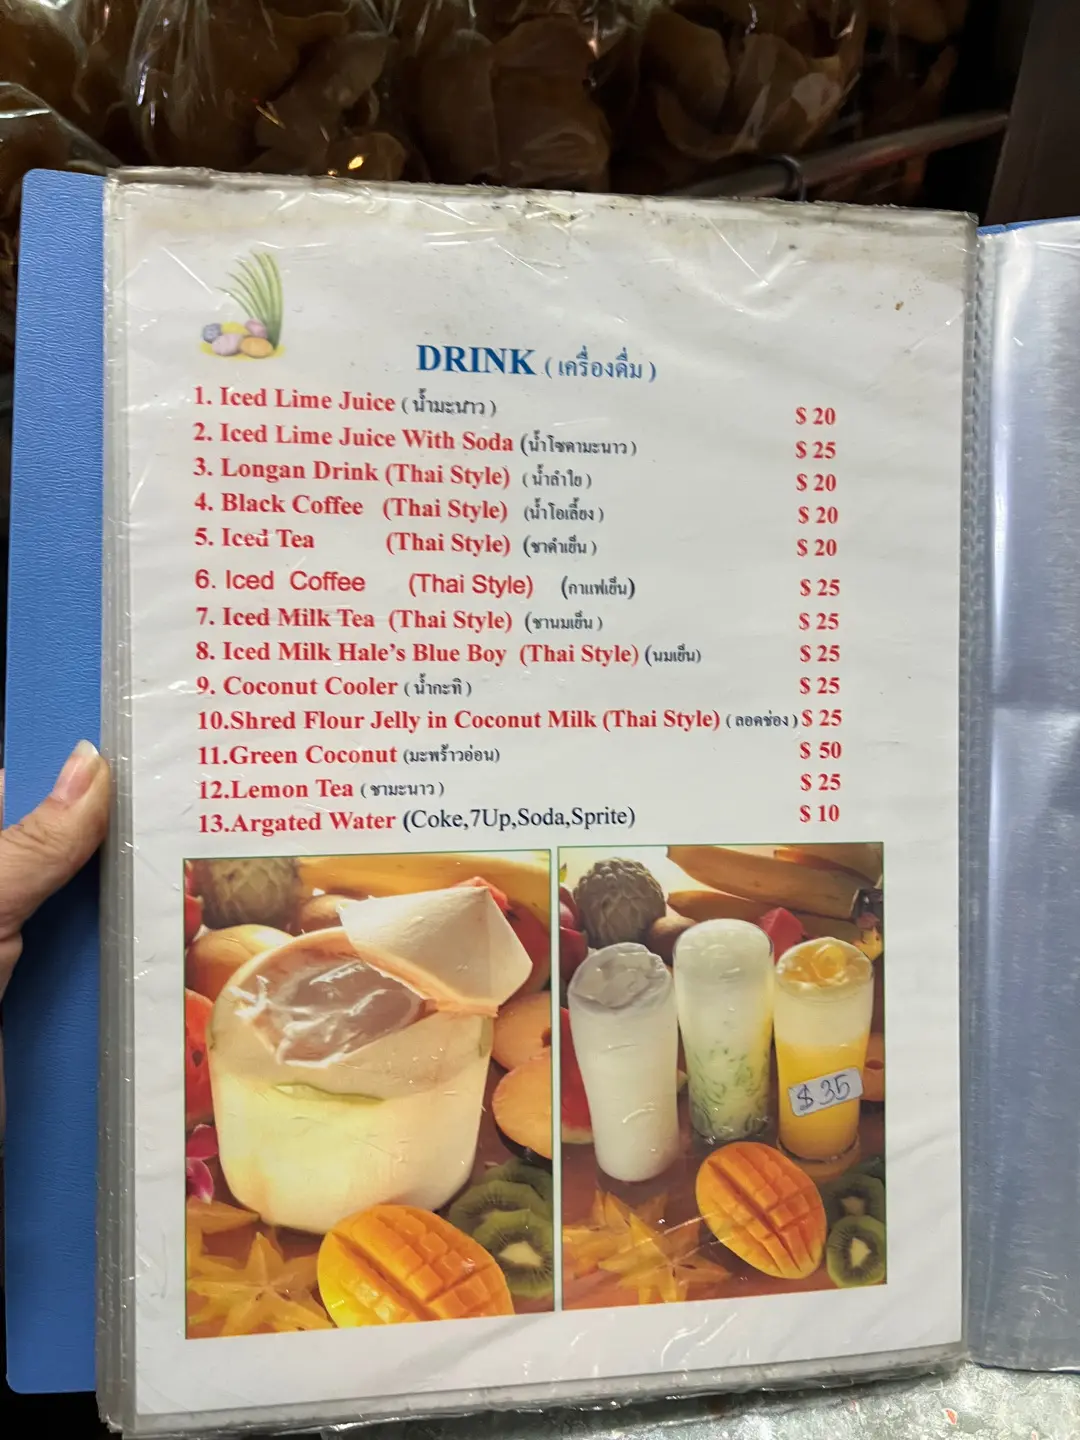 DRINK ( เครื่องดื่ม )
1. Iced Lime Juice ( น้ำมะนาว ) $ 20
2. Iced Lime Juice With Soda (น้ำโซดามะนาว ) $ 25
3. Longan Drink (Thai Style) ( น้ำลำใย ) $ 20
4. Black Coffee (Thai Style) (น้ำโอเลี้ยง ) $ 20
5. Iced Tea (Thai Style) (ชาดำเย็น ) $ 20
6. Iced Coffee (Thai Style) (กาแฟเย็น) $ 25
7. Iced Milk Tea (Thai Style) (ชานมเย็น ) $ 25
8. Iced Milk Hale's Blue Boy (Thai Style) (นมเย็น) $ 25
9. Coconut Cooler ( น้ำกะทิ ) $ 25
10.Shred Flour Jelly in Coconut Milk (Thai Style) ( ลอดช่อง ) $ 25
11.Green Coconut (มะพร้าวอ่อน) $ 50
12.Lemon Tea ( ชามะนาว ) $ 25
13.Argated Water (Coke,7Up,Soda,Sprite) $ 10
$ 35